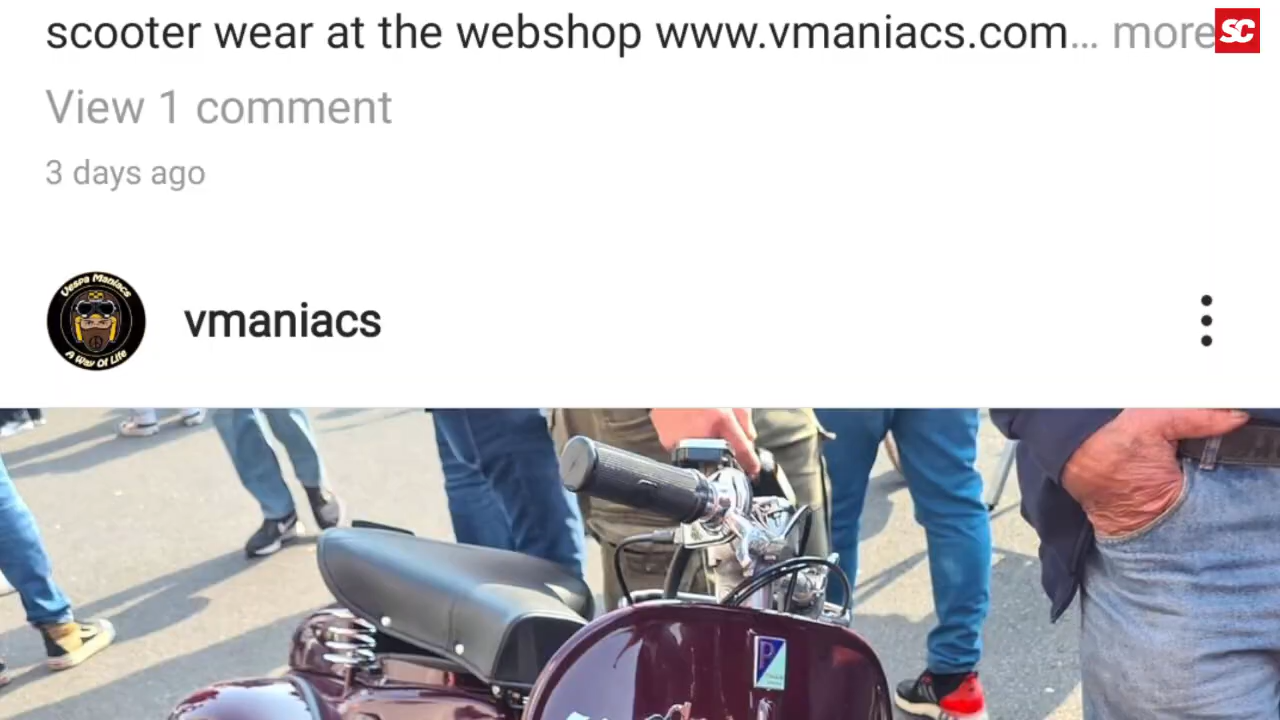 scooter wear at the webshop www.vmaniacs.com… more
SC
View 1 comment
3 days ago
Vespa Maniacs
A Way Of Life
vmaniacs
P